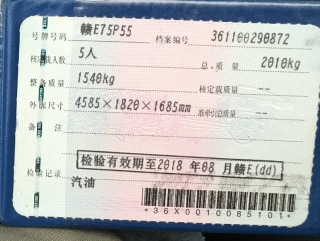 号牌号码 赣E75P55 档案编号 361100290872
核定载人数 5人 总质量 2010kg
整备质量 1540kg 核定载质量 --
外廓尺寸 4585×1820×1685mm 准牵引总质量 --
备注
检验有效期至2018 年08 月赣E(dd)
检验记录
汽油
*36X0010085101*